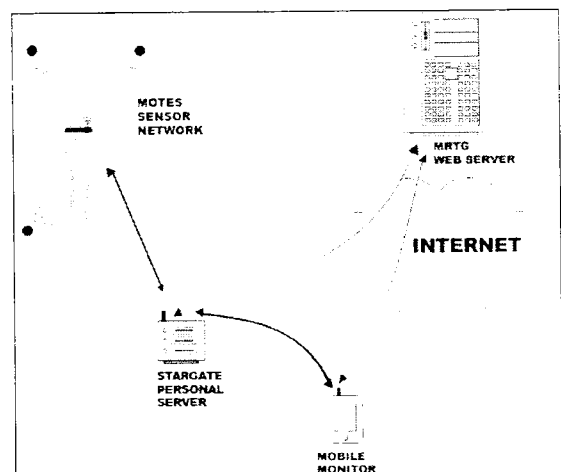 MOTES
SENSOR
NETWORK
MRTG
WEB SERVER
INTERNET
STARGATE
PERSONAL
SERVER
MOBILE
MONITOR